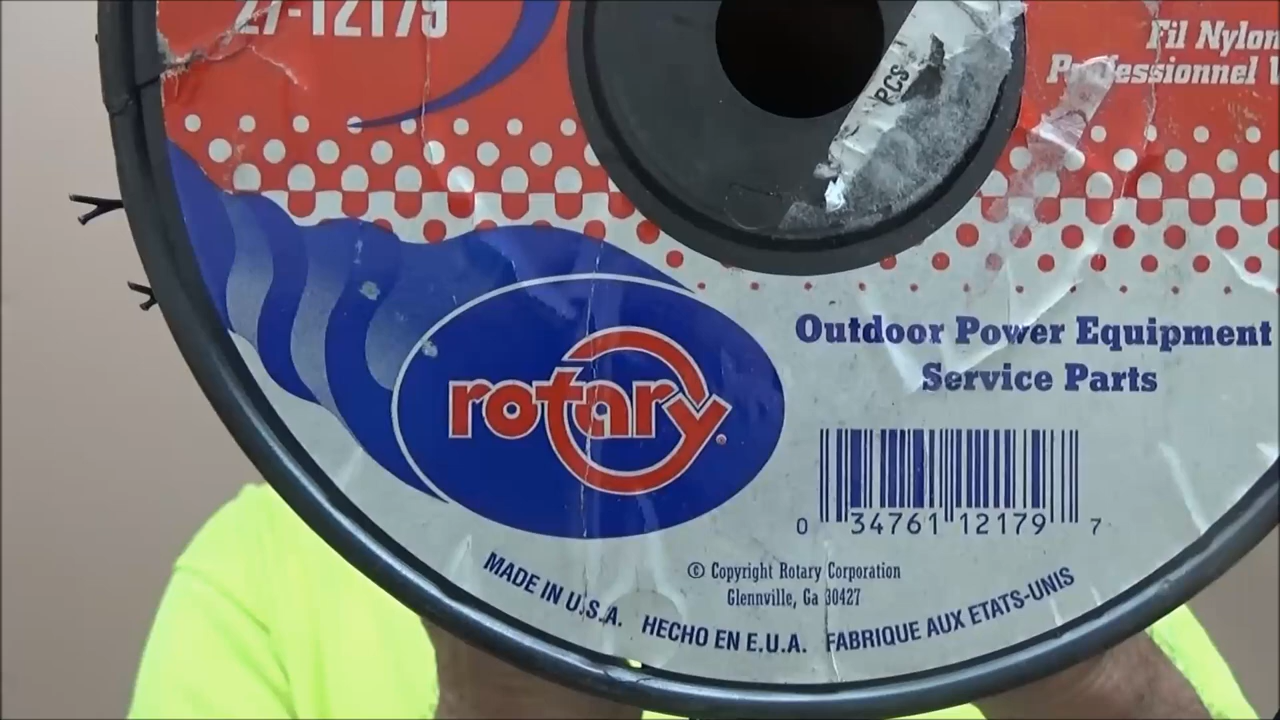 27-12179
Fil Nylon
Professionnel
PCS
rotary
Outdoor Power Equipment
Service Parts
0 34761 12179 7
© Copyright Rotary Corporation
Glennville, Ga 30427
MADE IN U.S.A. HECHO EN E.U.A. FABRIQUE AUX ETATS-UNIS